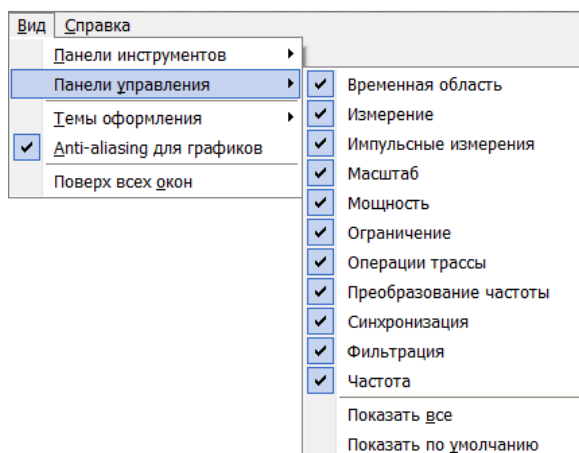 Вид Справка
Панели инструментов
Панели управления
Темы оформления
Anti-aliasing для графиков
Поверх всех окон
Временная область
Измерение
Импульсные измерения
Масштаб
Мощность
Ограничение
Операции трассы
Преобразование частоты
Синхронизация
Фильтрация
Частота
Показать все
Показать по умолчанию